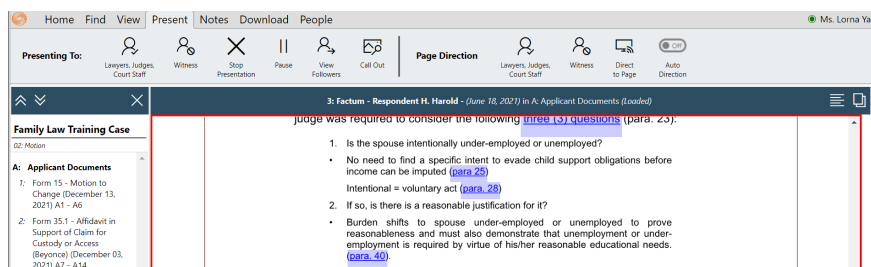 Home Find View Present Notes Download People
Ms. Lorna Ya
Presenting To:
Lawyers, Judges,
Court Staff
Witness
Stop
Presentation
Pause
View
Followers
Call Out
Page Direction
Lawyers, Judges,
Court Staff
Witness
Direct
to Page
Off
Auto
Direction
3: Factum - Respondent H. Harold - (June 18, 2021) in A: Applicant Documents (Loaded)
Family Law Training Case
02: Motion
A: Applicant Documents
1: Form 15 - Motion to
Change (December 13,
2021) A1 - A6
2: Form 35.1 - Affidavit in
Support of Claim for
Custody or Access
(Beyonce) (December 03,
2021) A7 - A14
judge was required to consider the following three (3) questions (para. 23):
1. Is the spouse intentionally under-employed or unemployed?
• No need to find a specific intent to evade child support obligations before
income can be imputed (para 25)
Intentional = voluntary act (para. 28)
2. If so, is there is a reasonable justification for it?
• Burden shifts to spouse under-employed or unemployed to prove
reasonableness and must also demonstrate that unemployment or under-
employment is required by virtue of his/her reasonable educational needs.
(para. 40).